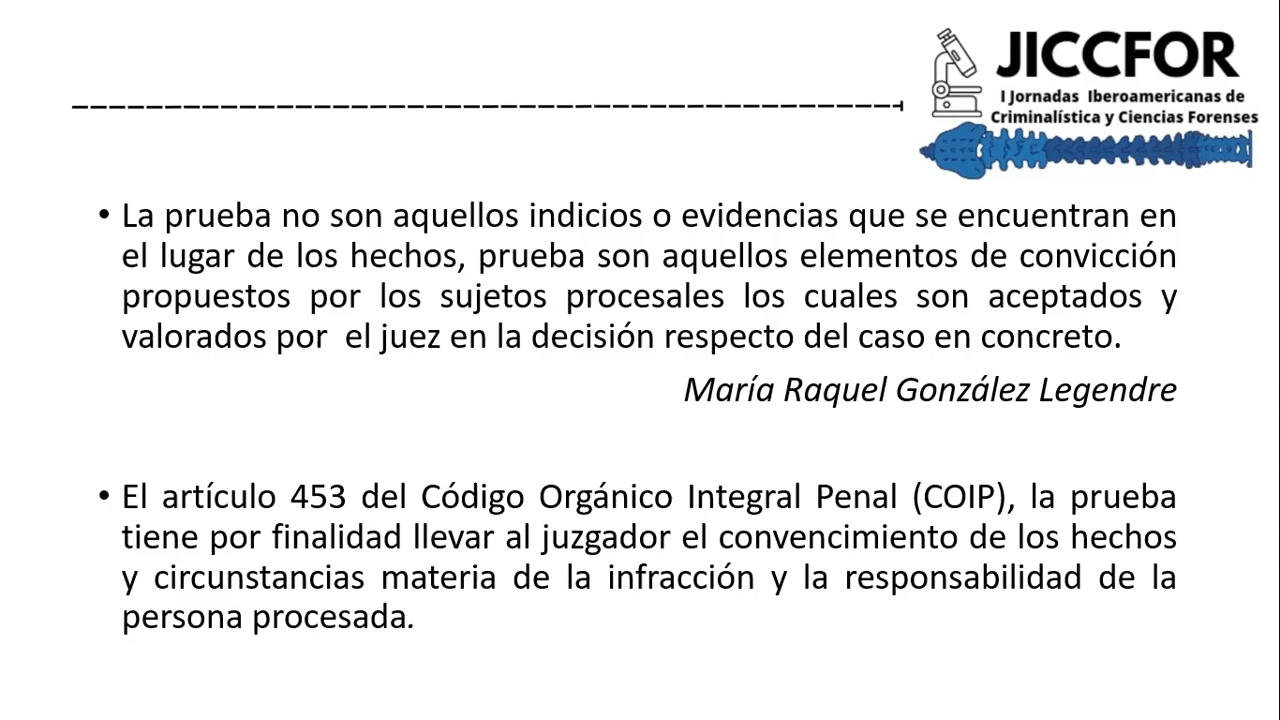 JICCFOR
I Jornadas Iberoamericanas de
Criminalística y Ciencias Forenses
• La prueba no son aquellos indicios o evidencias que se encuentran en
el lugar de los hechos, prueba son aquellos elementos de convicción
propuestos por los sujetos procesales los cuales son aceptados y
valorados por el juez en la decisión respecto del caso en concreto.
María Raquel González Legendre
• El artículo 453 del Código Orgánico Integral Penal (COIP), la prueba
tiene por finalidad llevar al juzgador el convencimiento de los hechos
y circunstancias materia de la infracción y la responsabilidad de la
persona procesada.